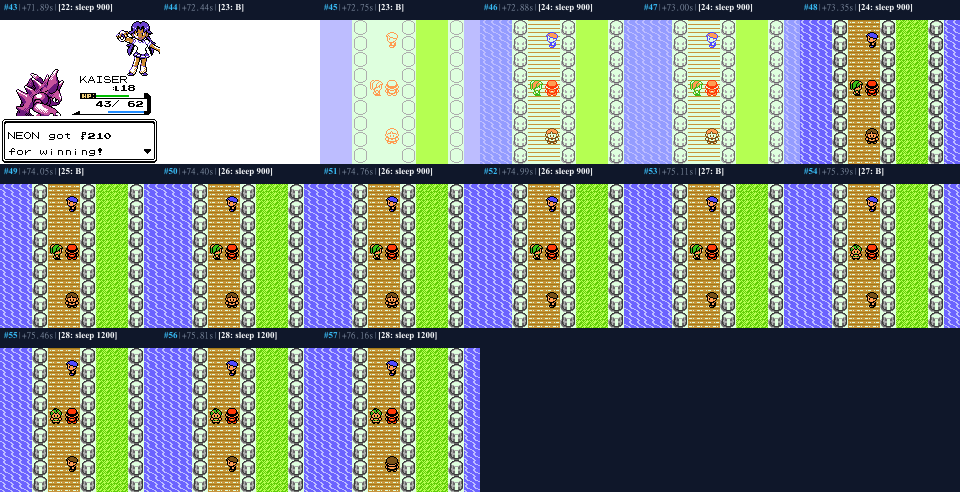 #43|+71.89s|[22: sleep 900]
#44|+72.44s|[23: B]
#45|+72.75s|[23: B]
#46|+72.88s|[24: sleep 900]
#47|+73.00s|[24: sleep 900]
#48|+73.35s|[24: sleep 900]
KAISER
:L18
HP:
43/ 62
NEON got ₽210
for winning!
#49|+74.05s|[25: B]
#50|+74.40s|[26: sleep 900]
#51|+74.76s|[26: sleep 900]
#52|+74.99s|[26: sleep 900]
#53|+75.11s|[27: B]
#54|+75.39s|[27: B]
#55|+75.46s|[28: sleep 1200]
#56|+75.81s|[28: sleep 1200]
#57|+76.16s|[28: sleep 1200]